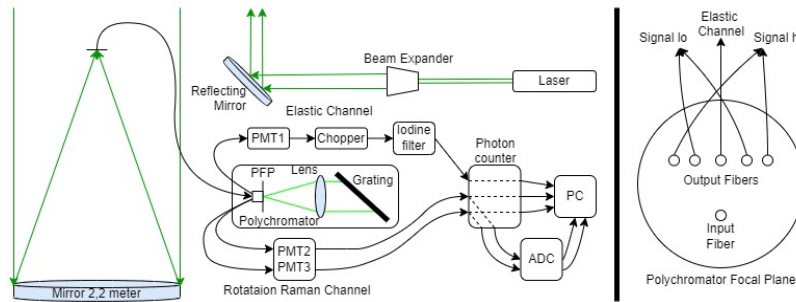 Beam Expander
Laser
Reflecting
Mirror
Elastic Channel
PMT1
Chopper
Iodine
filter
Photon
counter
PFP
Lens
Grating
Polychromator
PC
PMT2
PMT3
ADC
Mirror 2,2 meter
Rotataion Raman Channel
Elastic
Channel
Signal lo
Signal h
Output Fibers
Input
Fiber
Polychromator Focal Plane